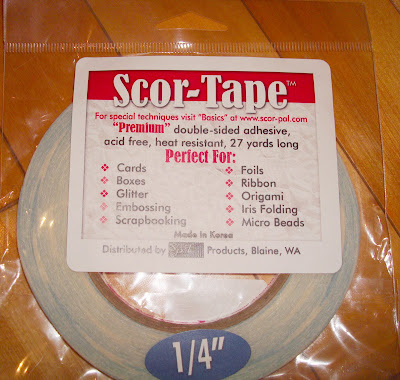 Scor-Tape™
For special techniques visit "Basics" at www.scor-pal.com
"Premium" double-sided adhesive,
acid free, heat resistant, 27 yards long
Perfect For:
❖ Cards
❖ Boxes
❖ Glitter
❖ Embossing
❖ Scrapbooking
❖ Foils
❖ Ribbon
❖ Origami
❖ Iris Folding
❖ Micro Beads
Made in Korea
Distributed by Products, Blaine, WA
1/4"